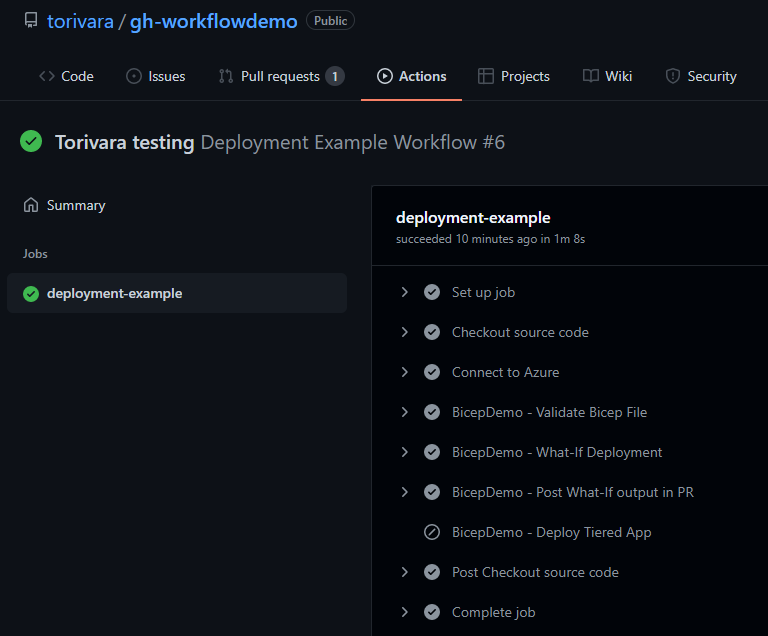 torivara / gh-workflowdemo Public
Code Issues Pull requests 1 Actions Projects Wiki Security
Torivara testing Deployment Example Workflow #6
Summary
Jobs
deployment-example
deployment-example
succeeded 10 minutes ago in 1m 8s
Set up job
Checkout source code
Connect to Azure
BicepDemo - Validate Bicep File
BicepDemo - What-If Deployment
BicepDemo - Post What-If output in PR
BicepDemo - Deploy Tiered App
Post Checkout source code
Complete job